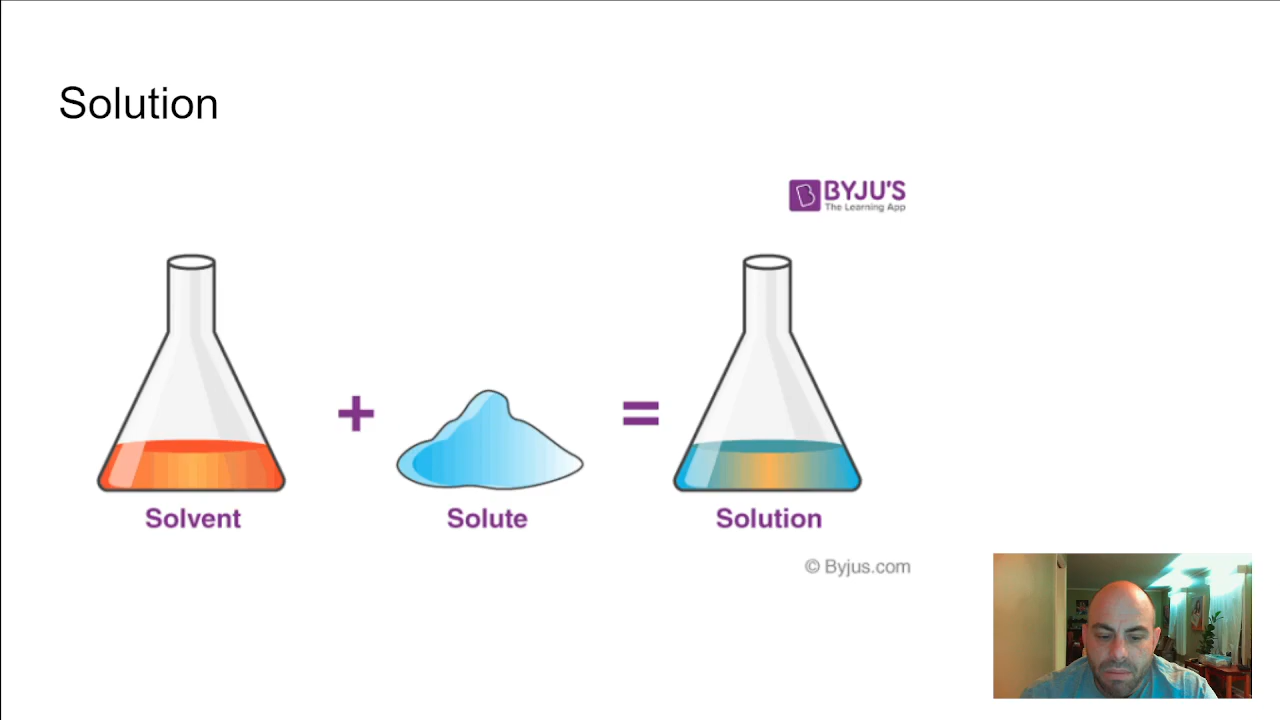 Solution
BYJU'S
The Learning App
+
=
Solvent
Solute
Solution
© Byjus.com